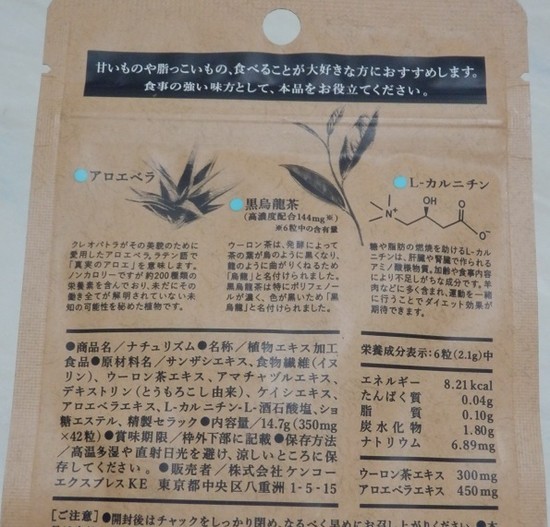 甘いものや脂っこいもの、食べることが大好きな方におすすめします。
食事の強い味方として、本品をお役立てください。
アロエベラ
クレオパトラがその美貌のために
愛用したアロエベラ。ラテン語で
「真実のアロエ」を意味します。
ノンカロリーですが約200種類の
栄養素を含んでおり、未だにその
働き全てが解明されていない未
知の可能性を秘めた植物です。
黒烏龍茶
(高濃度配合144mg※)
※6粒中の含有量
ウーロン茶は、発酵によって
茶の葉が烏のように黒くなり、
龍のように曲がりくねるため
「烏龍」と名付けられました。
黒烏龍茶は特にポリフェノー
ルが濃く、色が黒いため「黒
烏龍」と名付けられました。
L-カルニチン
N+
OH
O
O-
糖や脂肪の燃焼を助けるL-カル
ニチンは、肝臓や腎臓で作られる
アミノ酸様物質。加齢や食事内容
により不足しがちな成分です。羊
肉などに多く含まれ、運動を一緒
に行うことでダイエット効果が
期待できます。
●商品名/ナチュリズム●名称/植物エキス加工
食品●原材料名/サンザシエキス、食物繊維(イヌ
リン)、ウーロン茶エキス、アマチャヅルエキス、
デキストリン(とうもろこし由来)、ケイシエキス、
アロエベラエキス、L-カルニチン-L-酒石酸塩、ショ
糖エステル、精製セラック●内容量/14.7g(350mg
×42粒)●賞味期限/枠外下部に記載●保存方法
/高温多湿や直射日光を避け、涼しいところに保
存してください。●販売者/株式会社ケンコー
エクスプレスKE 東京都中央区八重洲1-5-15
栄養成分表示:6粒(2.1g)中
エネルギー 8.21kcal
たんぱく質 0.04g
脂質 0.10g
炭水化物 1.80g
ナトリウム 6.89mg
ウーロン茶エキス 300mg
アロエベラエキス 450mg
[ご注意]●開封後はチャックをしっかり閉め、なるべく早めにお召し上がりください。●本